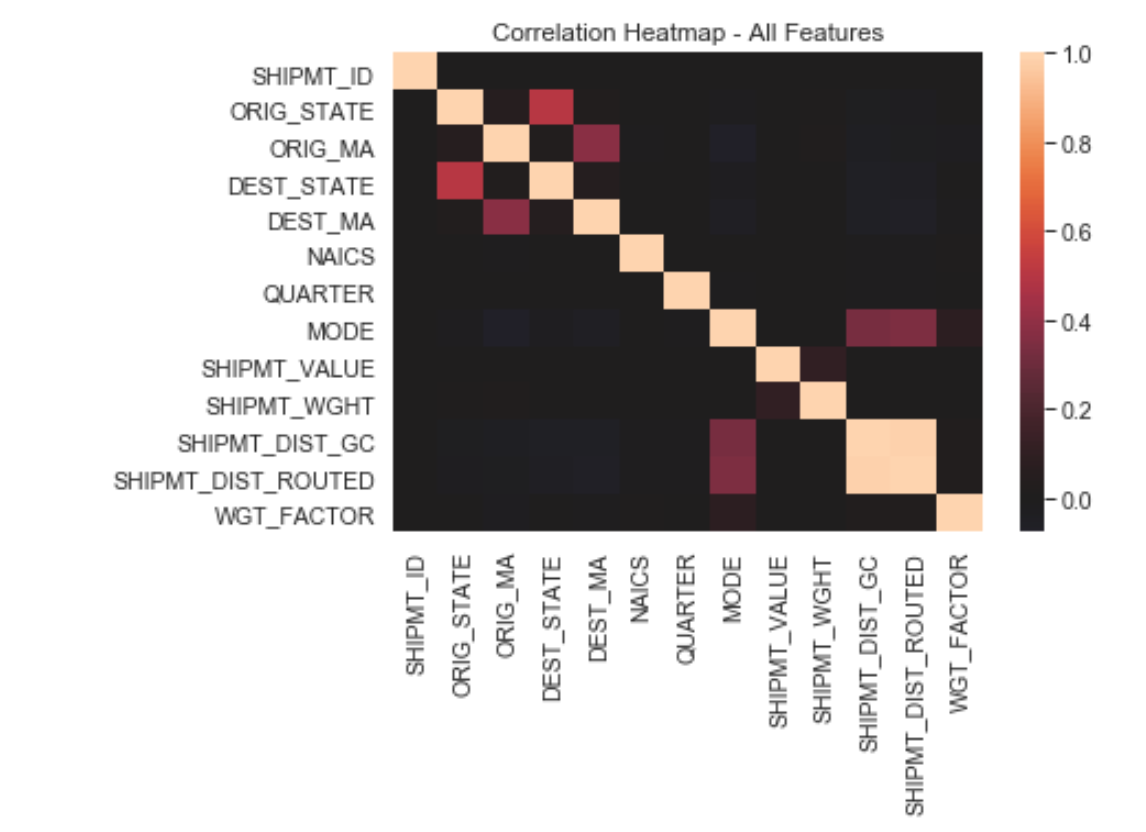 Correlation Heatmap - All Features
SHIPMT_ID
ORIG_STATE
ORIG_MA
DEST_STATE
DEST_MA
NAICS
QUARTER
MODE
SHIPMT_VALUE
SHIPMT_WGHT
SHIPMT_DIST_GC
SHIPMT_DIST_ROUTED
WGT_FACTOR
SHIPMT_ID
ORIG_STATE
ORIG_MA
DEST_STATE
DEST_MA
NAICS
QUARTER
MODE
SHIPMT_VALUE
SHIPMT_WGHT
SHIPMT_DIST_GC
SHIPMT_DIST_ROUTED
WGT_FACTOR
1.0
0.8
0.6
0.4
0.2
0.0